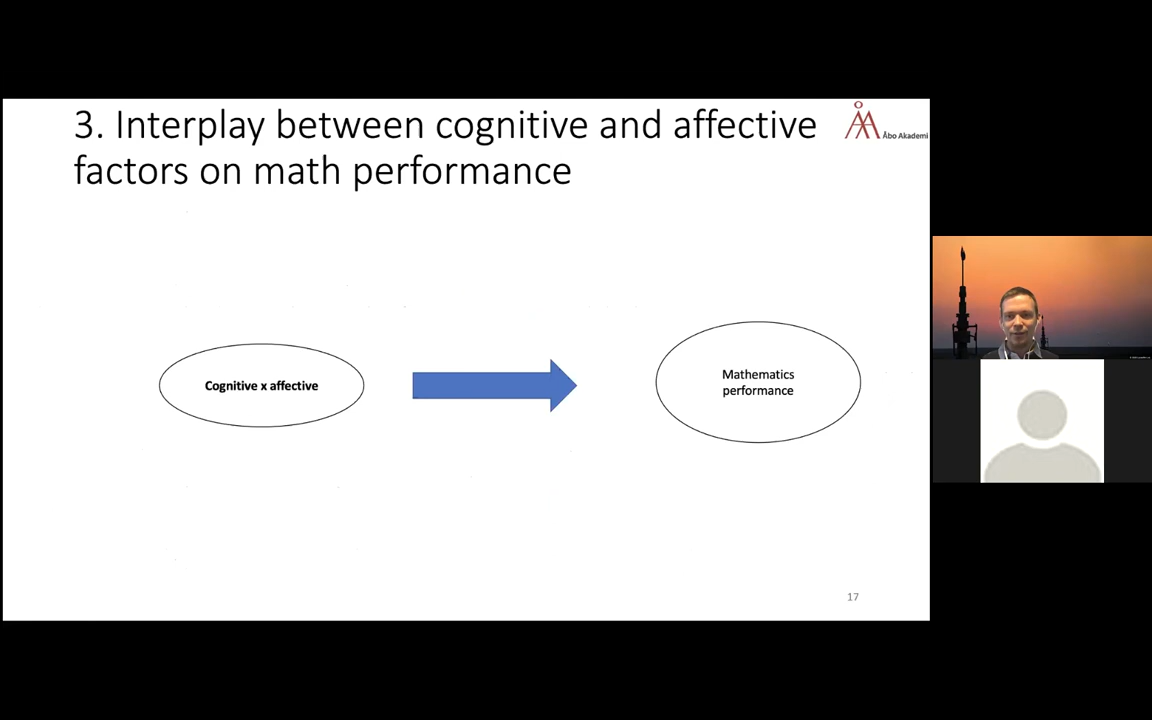 3. Interplay between cognitive and affective
factors on math performance
Åbo Akademi
Cognitive x affective
Mathematics
performance
17